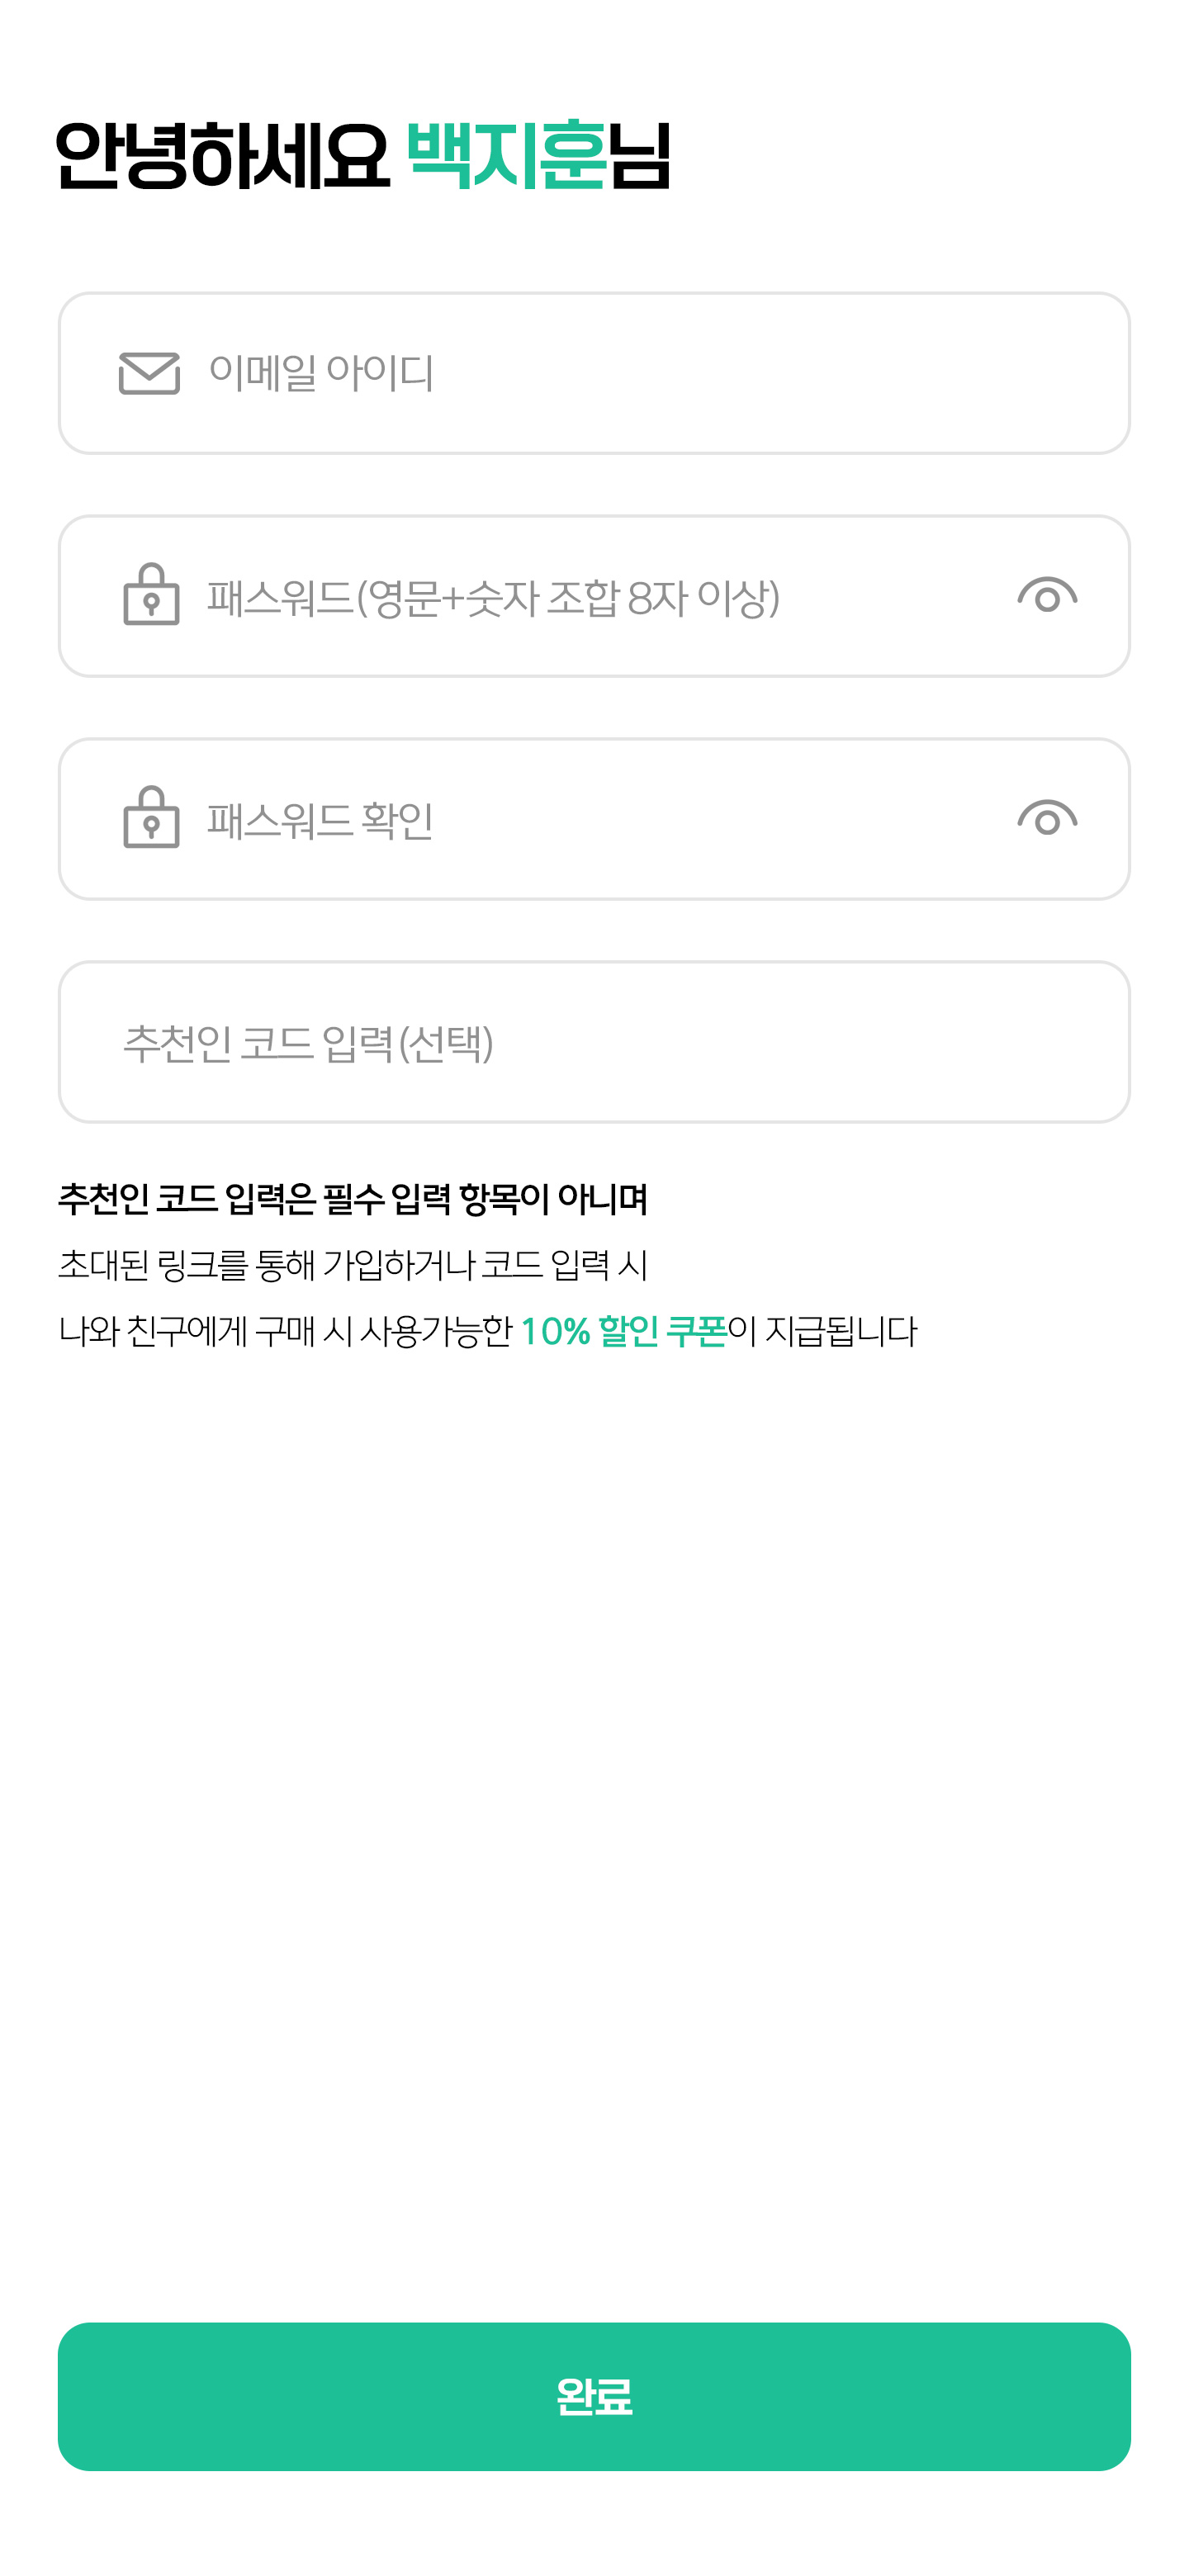 안녕하세요 백지훈님
이메일 아이디
패스워드(영문+숫자 조합 8자 이상)
패스워드 확인
추천인 코드 입력(선택)
추천인 코드 입력은 필수 입력 항목이 아니며
초대된 링크를 통해 가입하거나 코드 입력 시
나와 친구에게 구매 시 사용가능한 10% 할인 쿠폰이 지급됩니다
완료